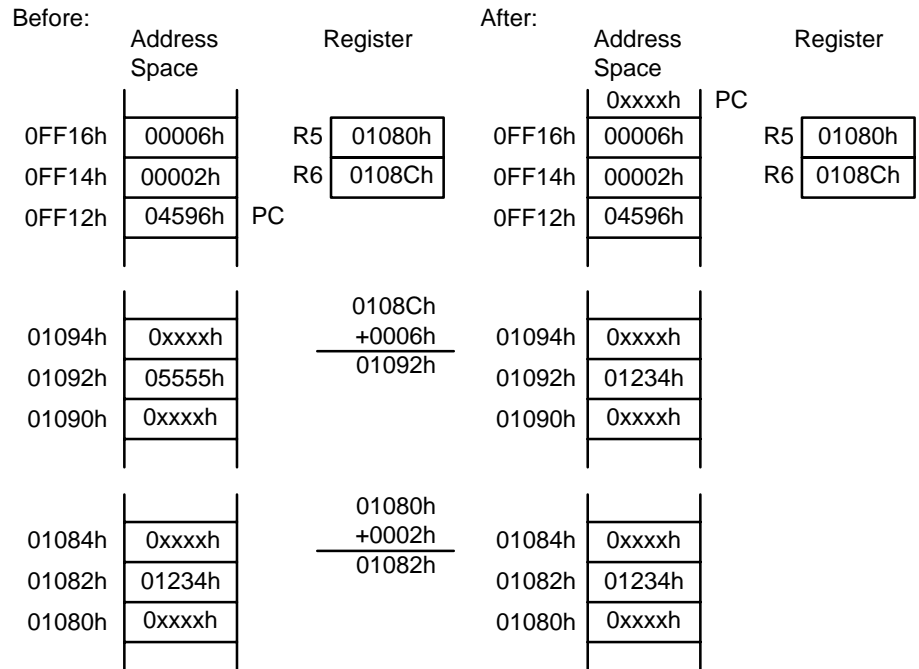 Before:
After:
Address Space
Register
Address Space
Register
0xxxxh PC
0FF16h 00006h R5 01080h 0FF16h 00006h R5 01080h
0FF14h 00002h R6 0108Ch 0FF14h 00002h R6 0108Ch
0FF12h 04596h PC 0FF12h 04596h
0108Ch
01094h 0xxxxh +0006h 01094h 0xxxxh
01092h 05555h 01092h 01092h 01234h
01090h 0xxxxh 01090h 0xxxxh
01080h
01084h 0xxxxh +0002h 01084h 0xxxxh
01082h 01234h 01082h 01082h 01234h
01080h 0xxxxh 01080h 0xxxxh